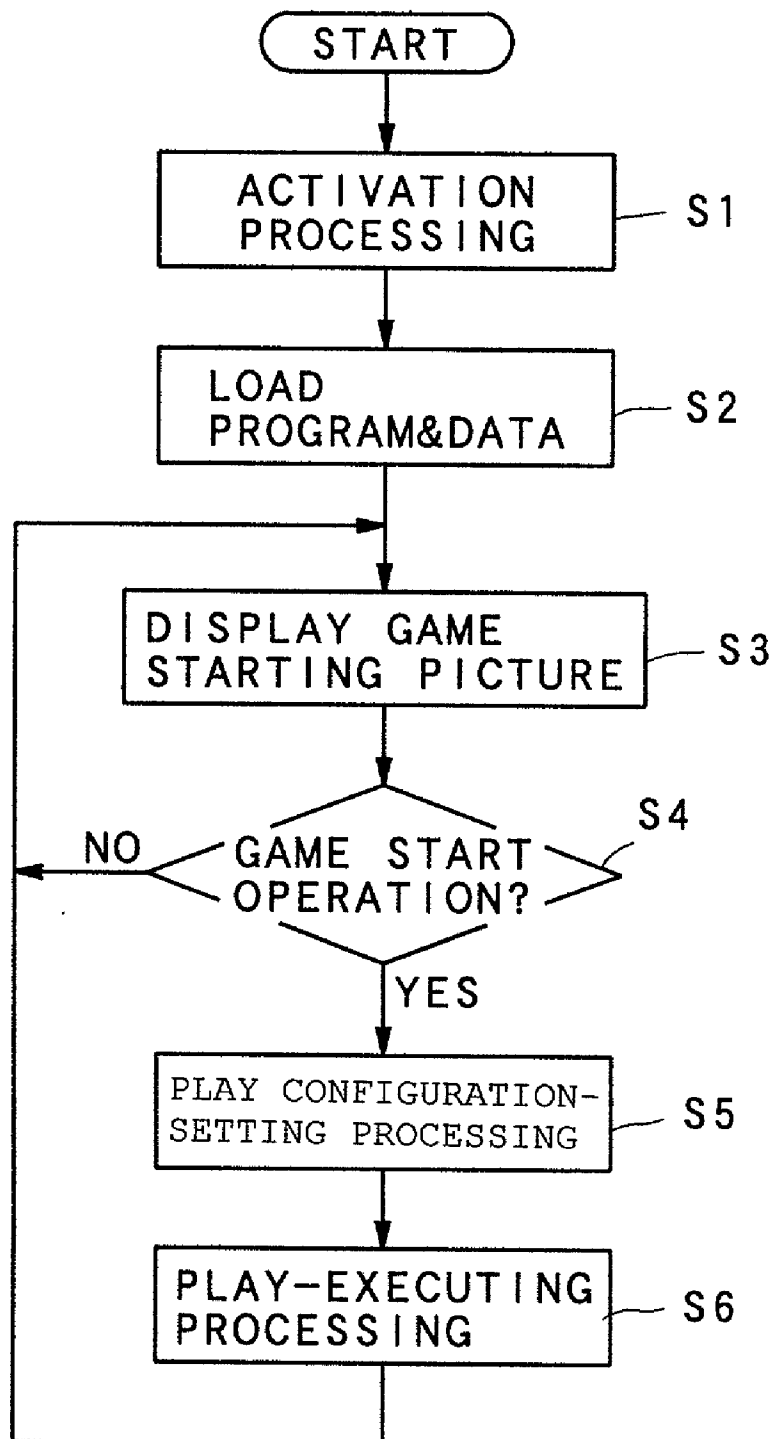 START
ACTIVATION
PROCESSING
S1
LOAD
PROGRAM&DATA
S2
DISPLAY GAME
STARTING PICTURE
S3
S4
NO
GAME START
OPERATION?
YES
PLAY CONFIGURATION-
SETTING PROCESSING
S5
PLAY-EXECUTING
PROCESSING
S6